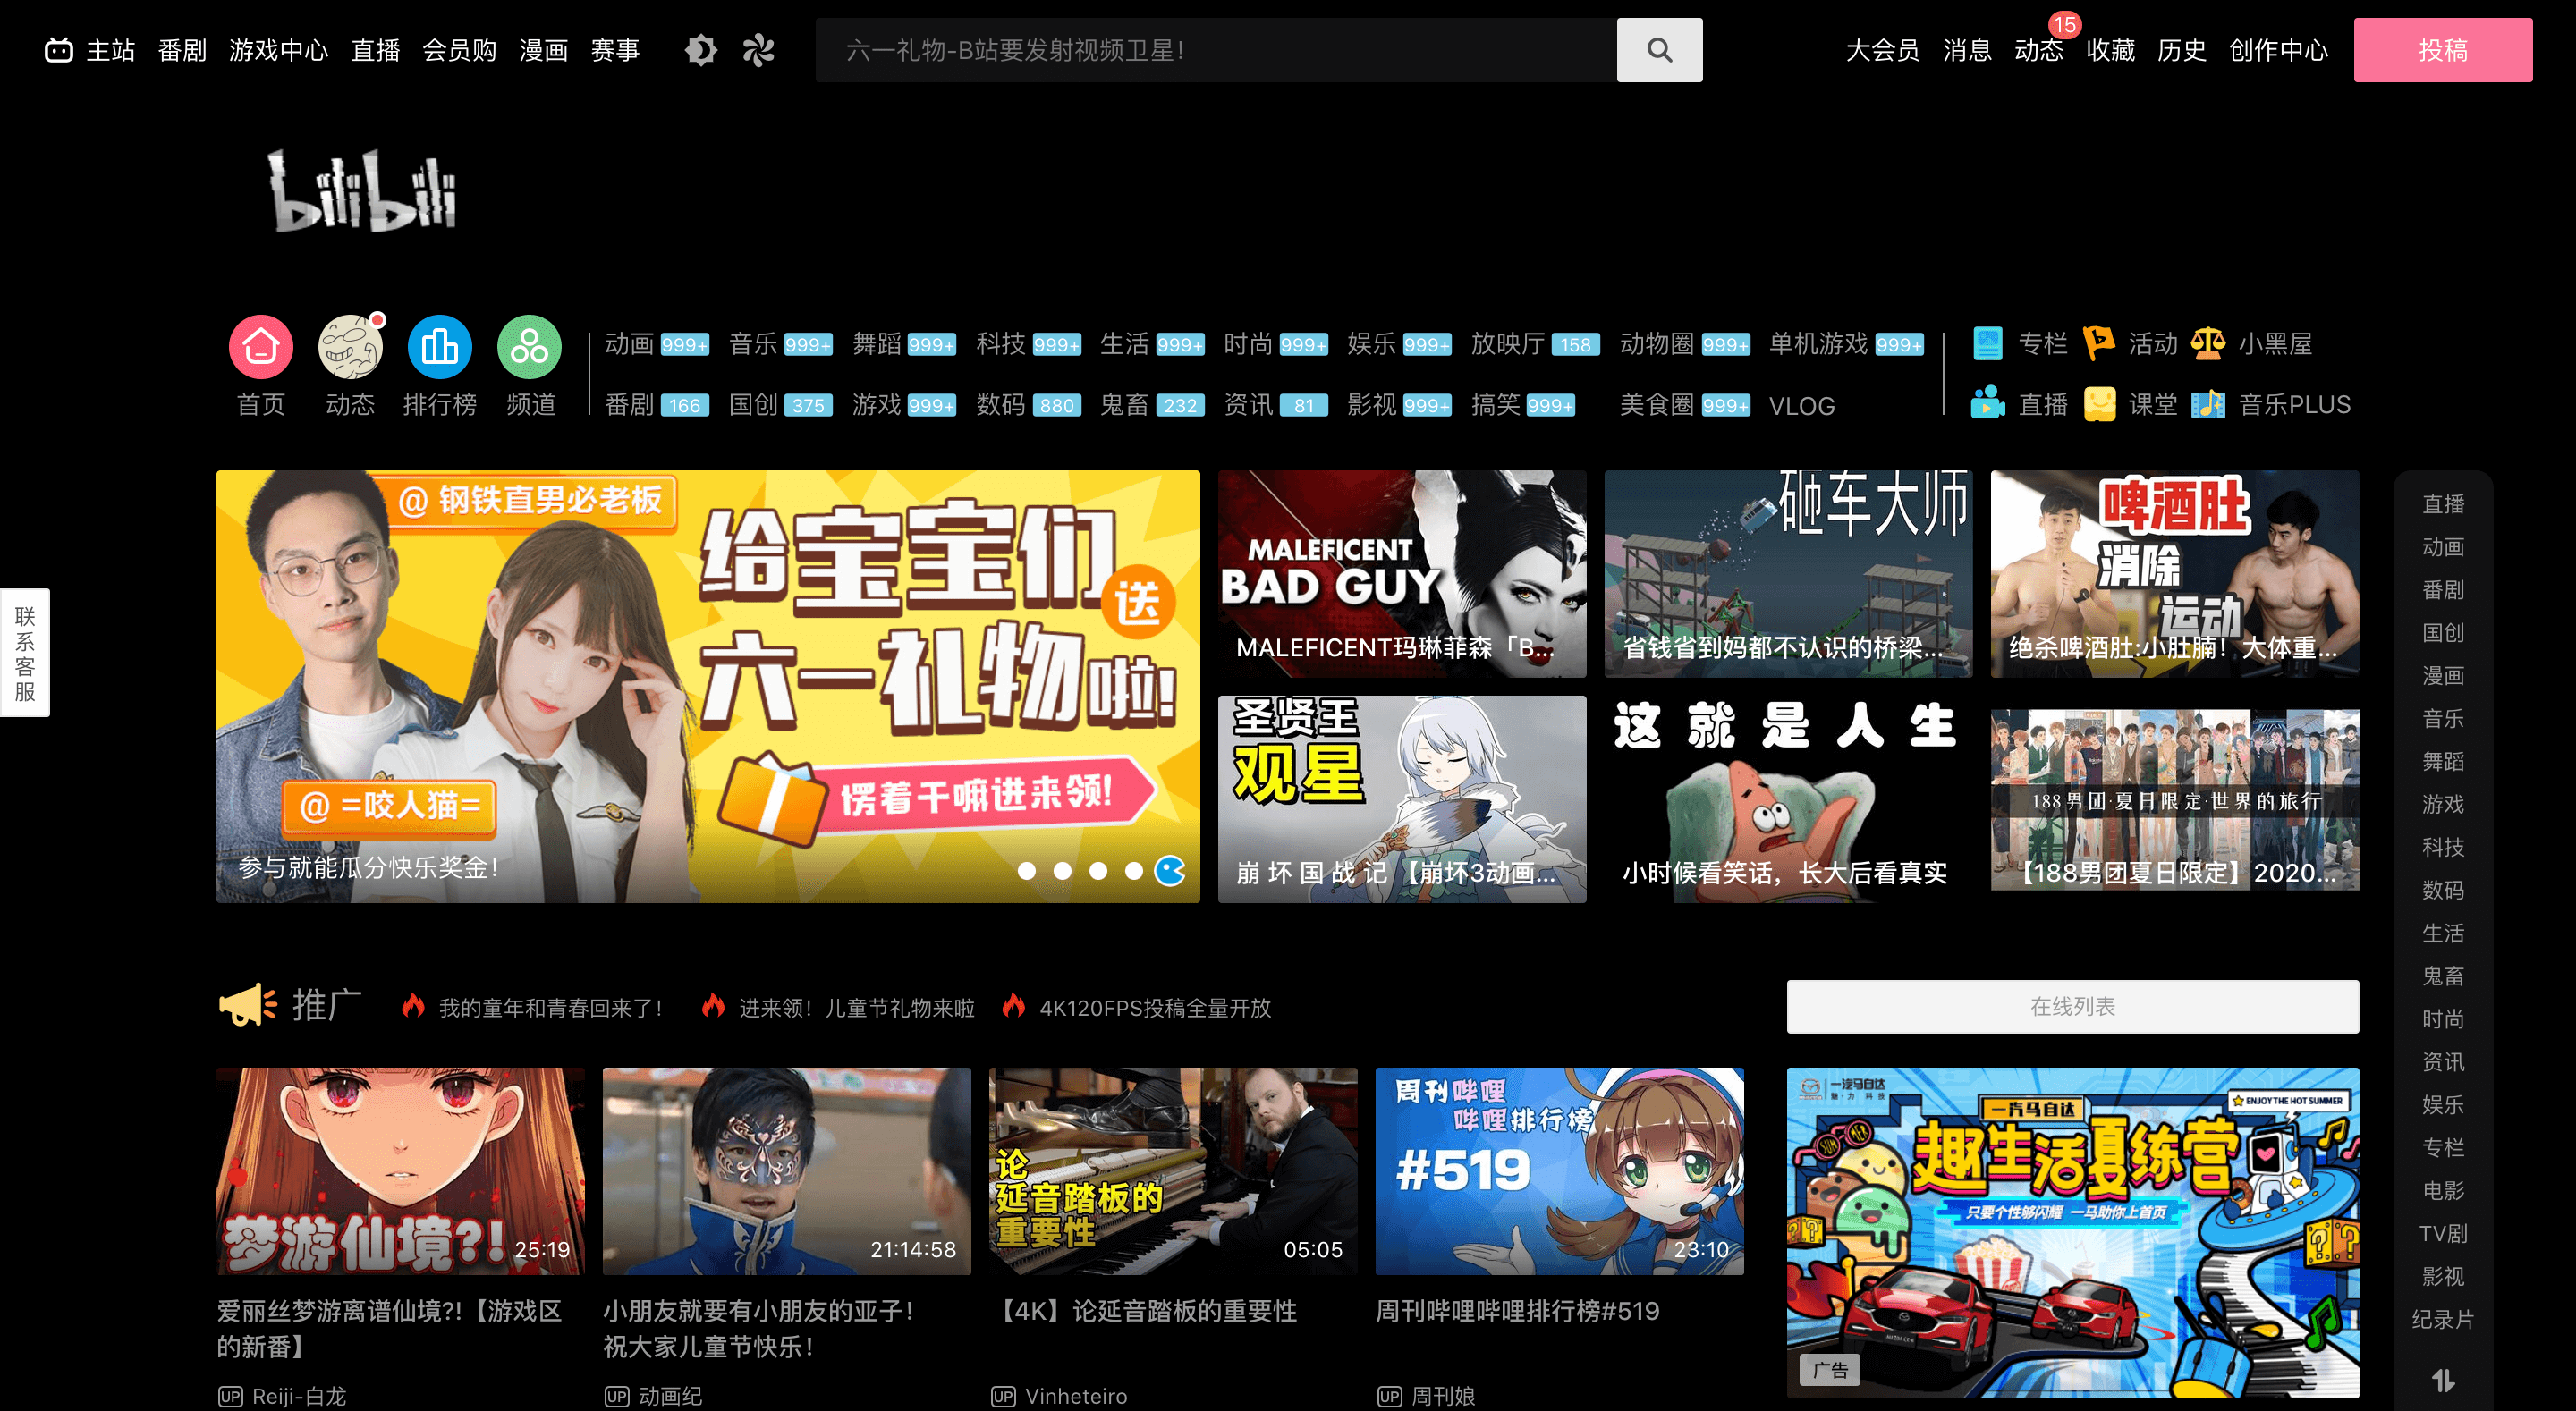 主站 番剧 游戏中心 直播 会员购 漫画 赛事
六一礼物-B站要发射视频卫星！
大会员 消息 动态 15 收藏 历史 创作中心 投稿
bilibili
首页 动态 排行榜 频道
动画 999+ 音乐 999+ 舞蹈 999+ 科技 999+ 生活 999+ 时尚 999+ 娱乐 999+ 放映厅 158 动物圈 999+ 单机游戏 999+
番剧 166 国创 375 游戏 999+ 数码 880 鬼畜 232 资讯 81 影视 999+ 搞笑 999+ 美食圈 999+ VLOG
专栏 活动 小黑屋
直播 课堂 音乐PLUS
联系客服
@ 钢铁直男必老板
给宝宝们送
六一礼物啦!
愣着干嘛进来领!
@ =咬人猫=
参与就能瓜分快乐奖金！
MALEFICENT
BAD GUY
MALEFICENT玛琳菲森「B...
砸车大师
省钱省到妈都不认识的桥梁...
啤酒肚
消除
运动
绝杀啤酒肚:小肚腩！大体重...
圣贤王
观星
崩 坏 国 战 记 【崩坏3动画...
这就是人生
小时候看笑话，长大后看真实
188男团·夏日限定·世界的旅行
【188男团夏日限定】2020...
直播
动画
番剧
国创
漫画
音乐
舞蹈
游戏
科技
数码
生活
鬼畜
时尚
资讯
娱乐
专栏
电影
TV剧
影视
纪录片
推广
我的童年和青春回来了！
进来领！儿童节礼物来啦
4K120FPS投稿全量开放
在线列表
梦游仙境?!
25:19
爱丽丝梦游离谱仙境?!【游戏区
的新番】
UP Reiji-白龙
21:14:58
小朋友就要有小朋友的亚子！
祝大家儿童节快乐！
UP 动画纪
论
延音踏板的
重要性
05:05
【4K】论延音踏板的重要性
UP Vinheteiro
周刊哔哩
哔哩排行榜
#519
23:10
周刊哔哩哔哩排行榜#519
UP 周刊娘
一汽马自达
魅·力 科技
ENJOY THE HOT SUMMER
一汽马自达
趣生活夏练营
只要个性够闪耀 一马助你上首页
广告